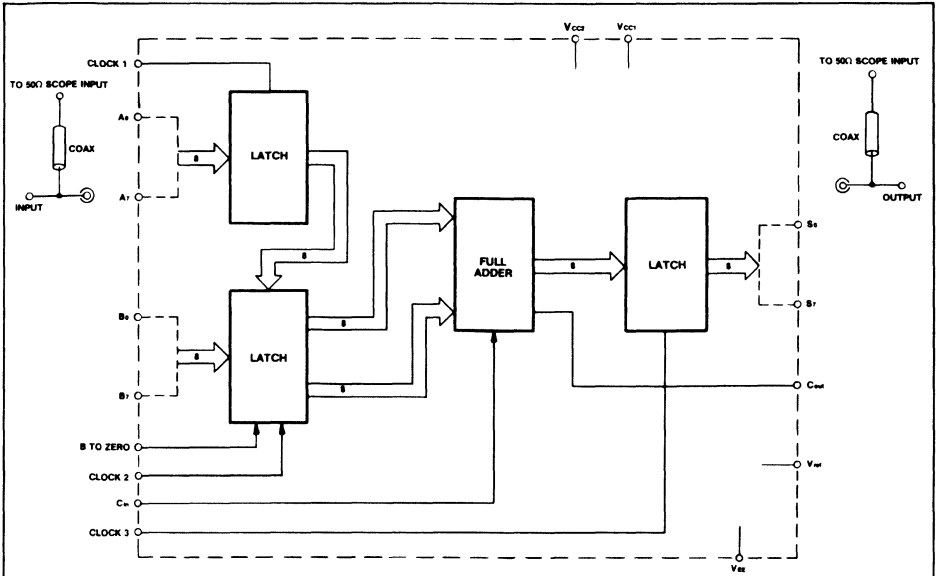 VCC2
VCC1
CLOCK 1
TO 50Ω SCOPE INPUT
TO 50Ω SCOPE INPUT
A0
COAX
8
LATCH
COAX
A7
INPUT
OUTPUT
S0
8
FULL
ADDER
8
LATCH
8
B0
8
S7
8
LATCH
8
B7
Cout
B TO ZERO
Vref
CLOCK 2
Cin
CLOCK 3
VEE